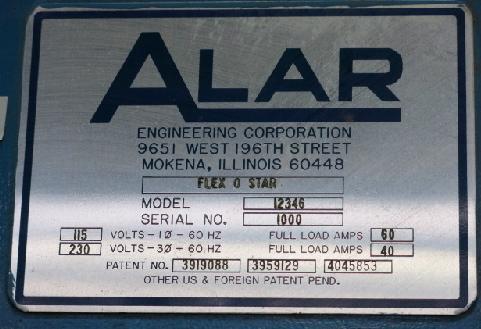 ALAR
ENGINEERING CORPORATION
9651 WEST 196TH STREET
MOKENA, ILLINOIS 60448
FLEX O STAR
MODEL 12346
SERIAL NO. 1000
115 VOLTS-1Ø-60 HZ FULL LOAD AMPS 60
230 VOLTS-3Ø-60 HZ FULL LOAD AMPS 40
PATENT NO. 3919088 3959129 4045853
OTHER US & FOREIGN PATENT PEND.